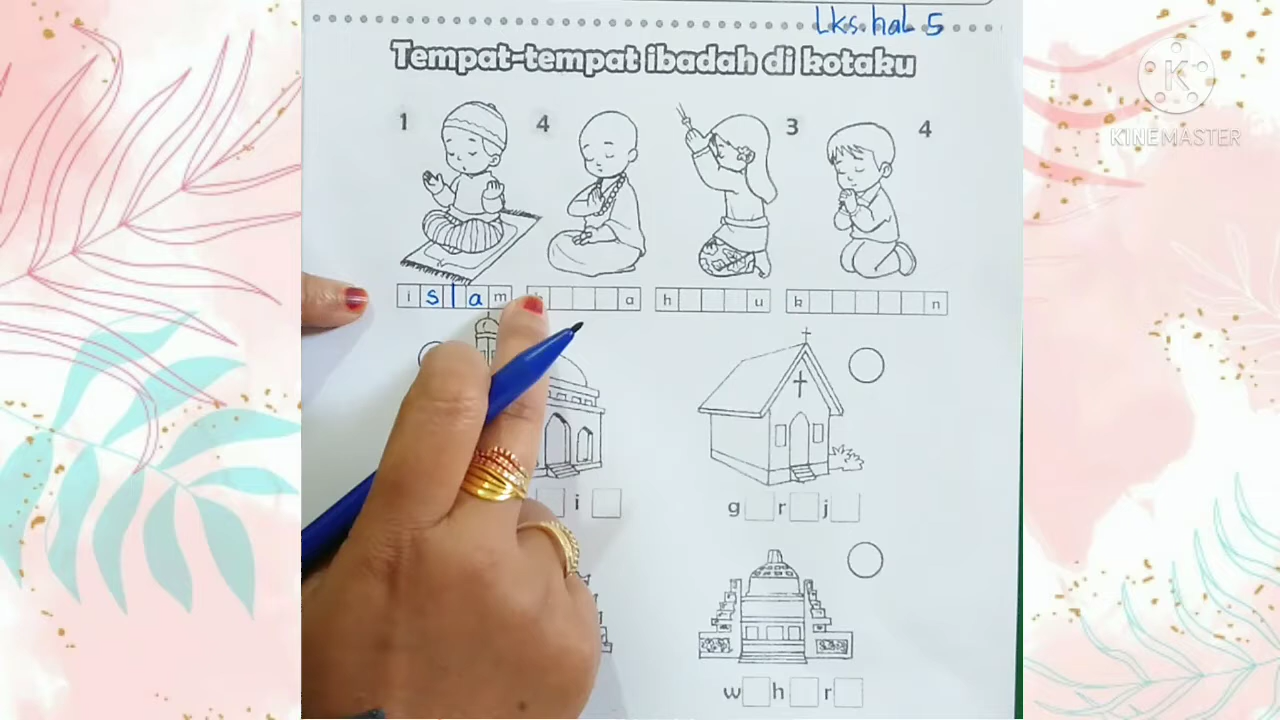 Lks. hal 5
Tempat-tempat ibadah di kotaku
KINEMASTER
1 4 3 4
i s l a m
a
h u
k n
i
g r j
w h r